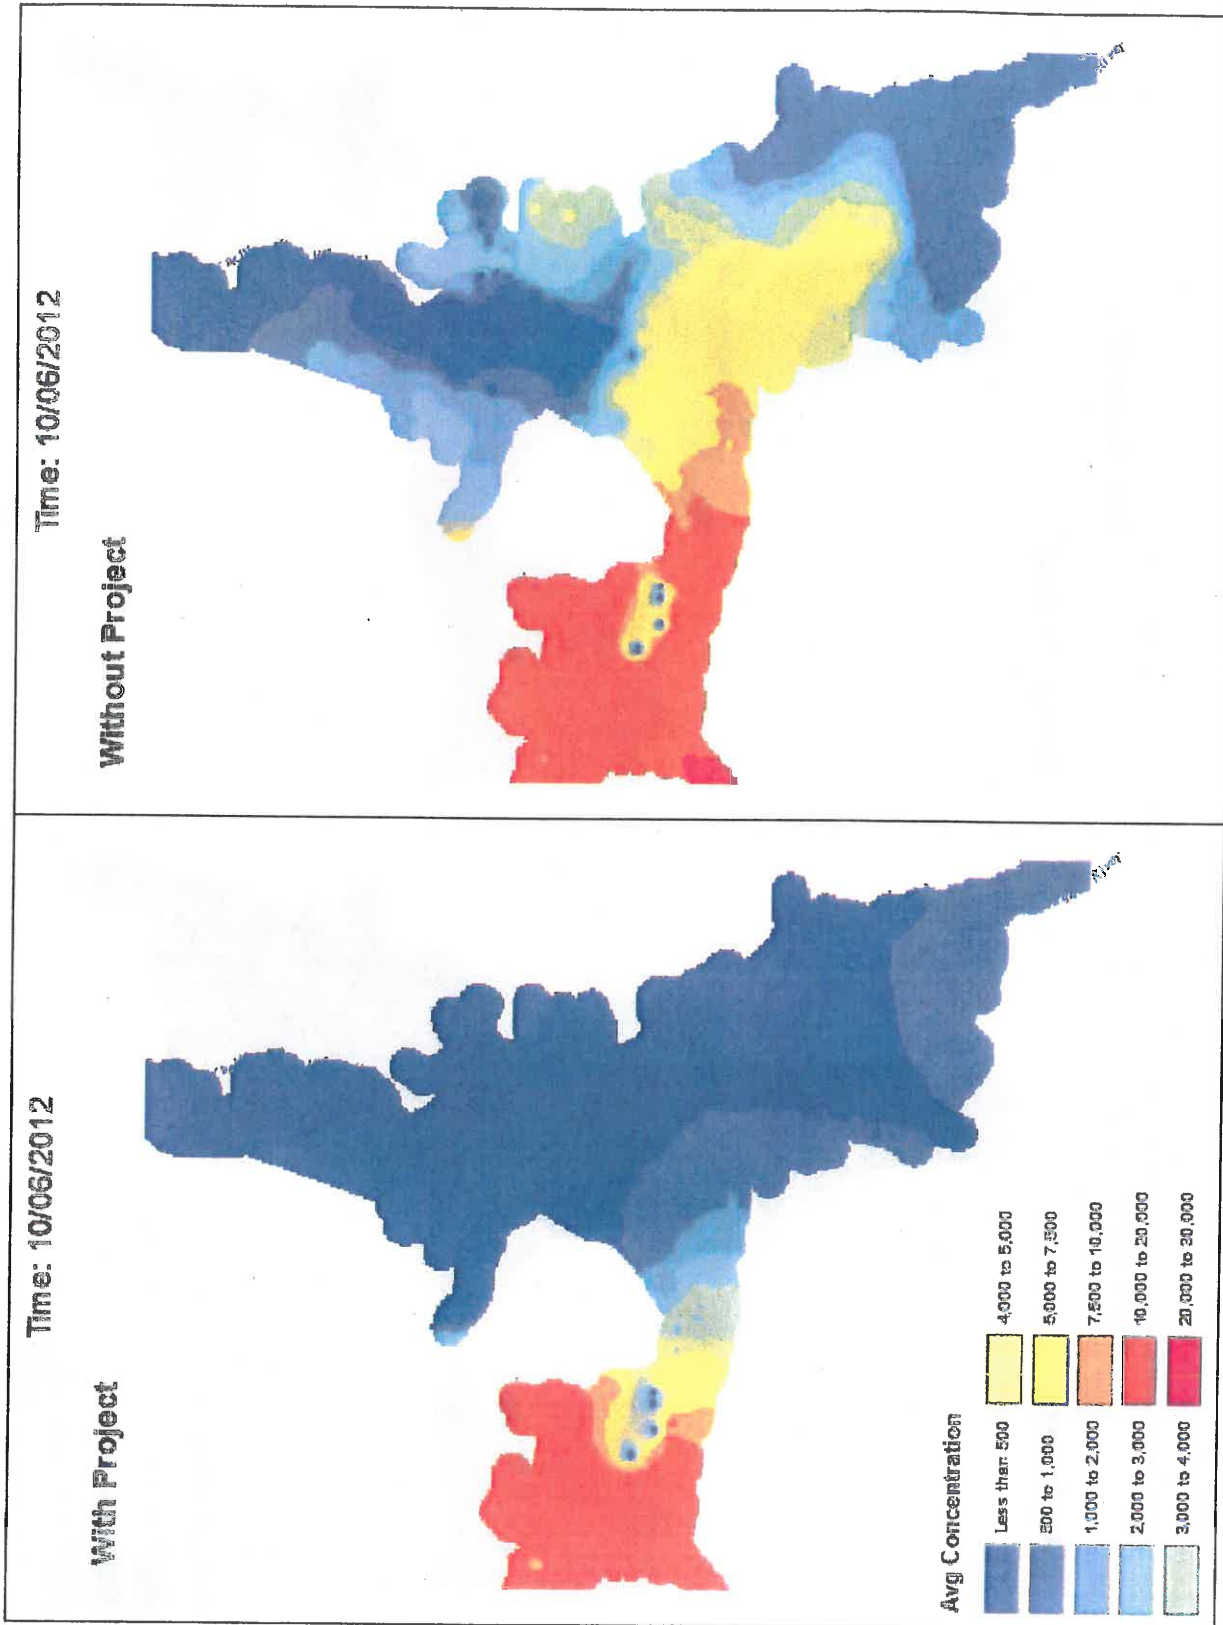 Time: 10/06/2012
With Project
River
Time: 10/06/2012
Without Project
River
Avg Concentration
Less than 500
500 to 1,000
1,000 to 2,000
2,000 to 3,000
3,000 to 4,000
4,000 to 5,000
5,000 to 7,500
7,500 to 10,000
10,000 to 20,000
20,000 to 30,000